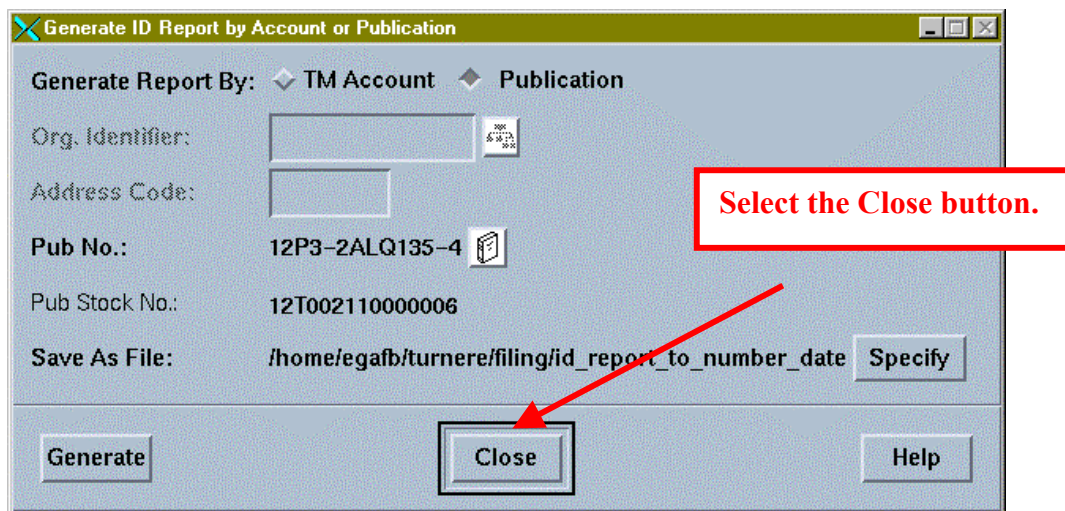 Generate ID Report by Account or Publication
Generate Report By: TM Account Publication
Org. Identifier:
Address Code:
Select the Close button.
Pub No.: 12P3-2ALQ135-4
Pub Stock No.: 12T002110000006
Save As File: /home/egafb/turnere/filing/id_report_to_number_date Specify
Generate Close Help